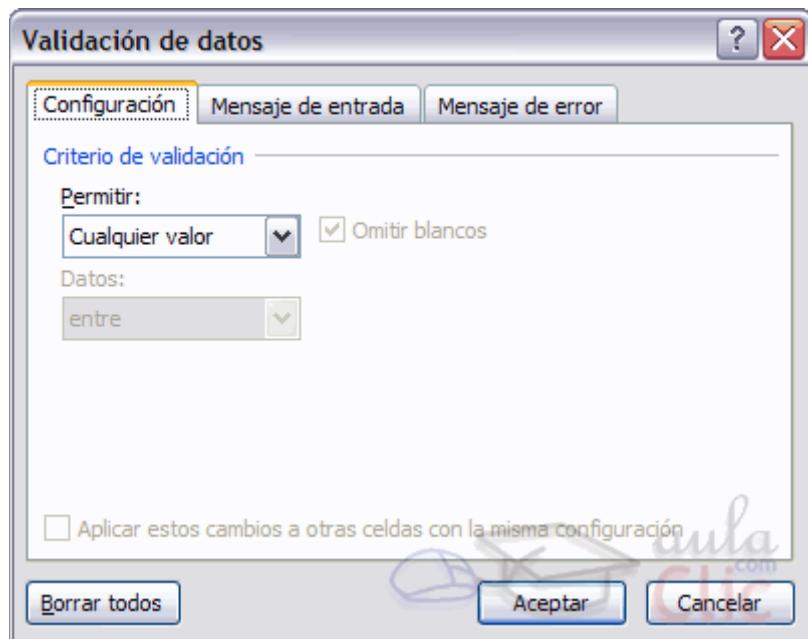 Validación de datos
Configuración Mensaje de entrada Mensaje de error
Criterio de validación
Permitir:
Cualquier valor Omitir blancos
Datos:
entre
Aplicar estos cambios a otras celdas con la misma configuración
aula
.com
Clic
Borrar todos Aceptar Cancelar